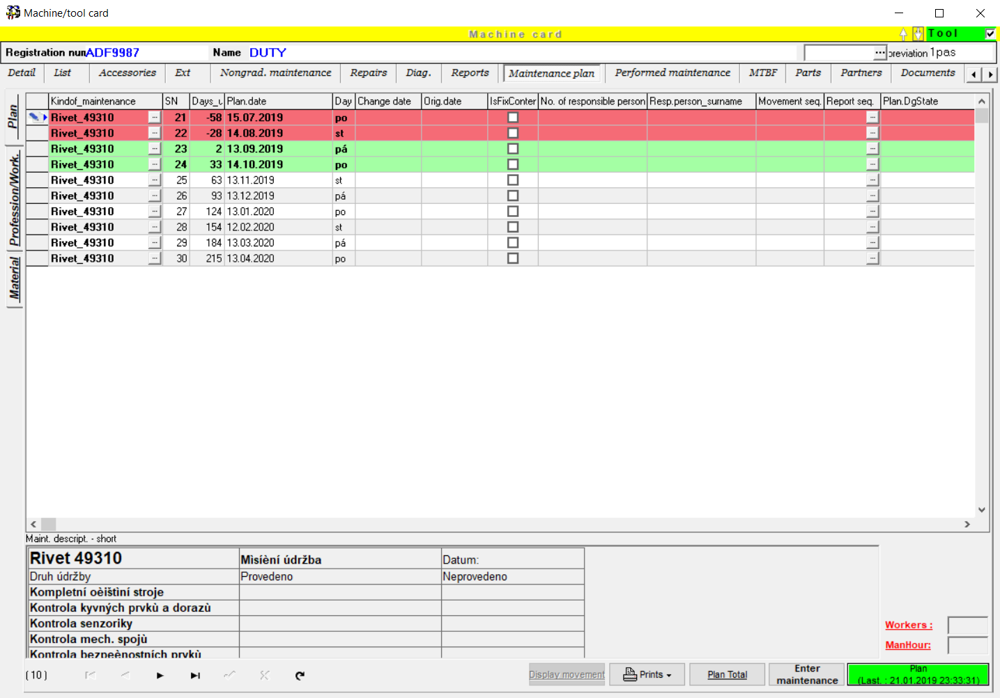 Machine/tool card
Machine card
Tool
Registration num ADF9987 Name DUTY ... breviation 1pas
Detail List Accessories Ext Nongrad. maintenance Repairs Diag. Reports Maintenance plan Performed maintenance MTBF Parts Partners Documents
Plan
Profession/Work.
Material
Kindof_maintenance SN Days_u Plan.date Day Change date Orig.date IsFixConter No. of responsible person Resp.person_surname Movement seq. Report seq. Plan.DgState
Rivet_49310 ... 21 -58 15.07.2019 po ...
Rivet_49310 ... 22 -28 14.08.2019 st ...
Rivet_49310 ... 23 2 13.09.2019 pá ...
Rivet_49310 ... 24 33 14.10.2019 po ...
Rivet_49310 ... 25 63 13.11.2019 st ...
Rivet_49310 ... 26 93 13.12.2019 pá ...
Rivet_49310 ... 27 124 13.01.2020 po ...
Rivet_49310 ... 28 154 12.02.2020 st ...
Rivet_49310 ... 29 184 13.03.2020 pá ...
Rivet_49310 ... 30 215 13.04.2020 po ...
Maint. descript. - short
Rivet 49310 Mìsíèní údržba Datum:
Druh údržby Provedeno Neprovedeno
Kompletní oèištìní stroje
Kontrola kyvných prvkù a dorazù
Kontrola senzoriky
Kontrola mech. spojù
Kontrola bezpeènostních prvkù
Workers :
ManHour:
( 10 )
Display movement
Prints
Plan Total
Enter
maintenance
Plan
(Last. : 21.01.2019 23:33:31)